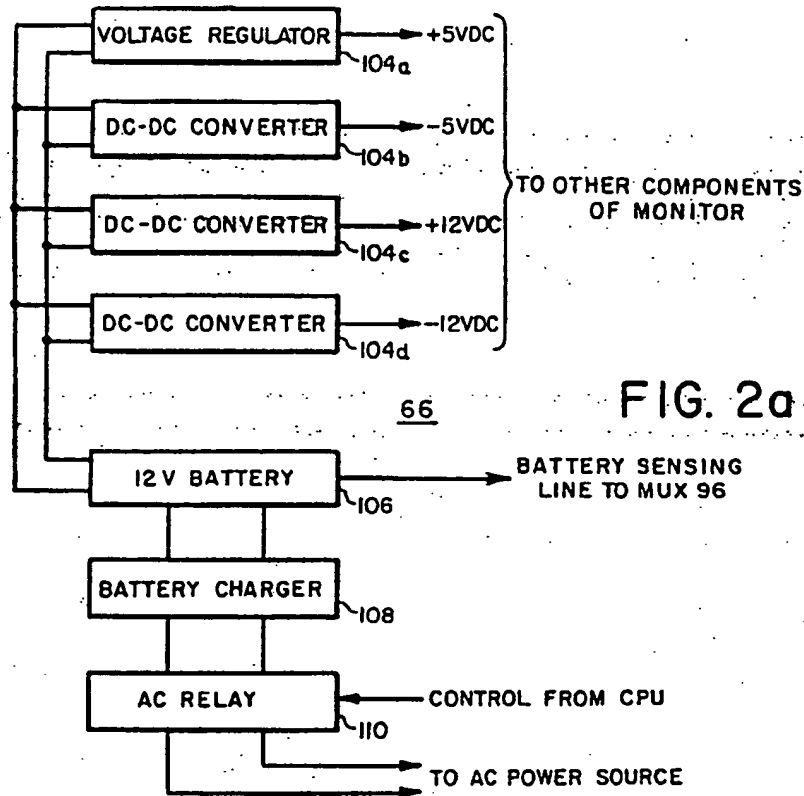 VOLTAGE REGULATOR
104a
+5VDC
DC-DC CONVERTER
104b
-5VDC
DC-DC CONVERTER
104c
+12VDC
DC-DC CONVERTER
104d
-12VDC
TO OTHER COMPONENTS
OF MONITOR
66
FIG. 2a
12V BATTERY
106
BATTERY SENSING
LINE TO MUX 96
BATTERY CHARGER
108
AC RELAY
110
CONTROL FROM CPU
TO AC POWER SOURCE